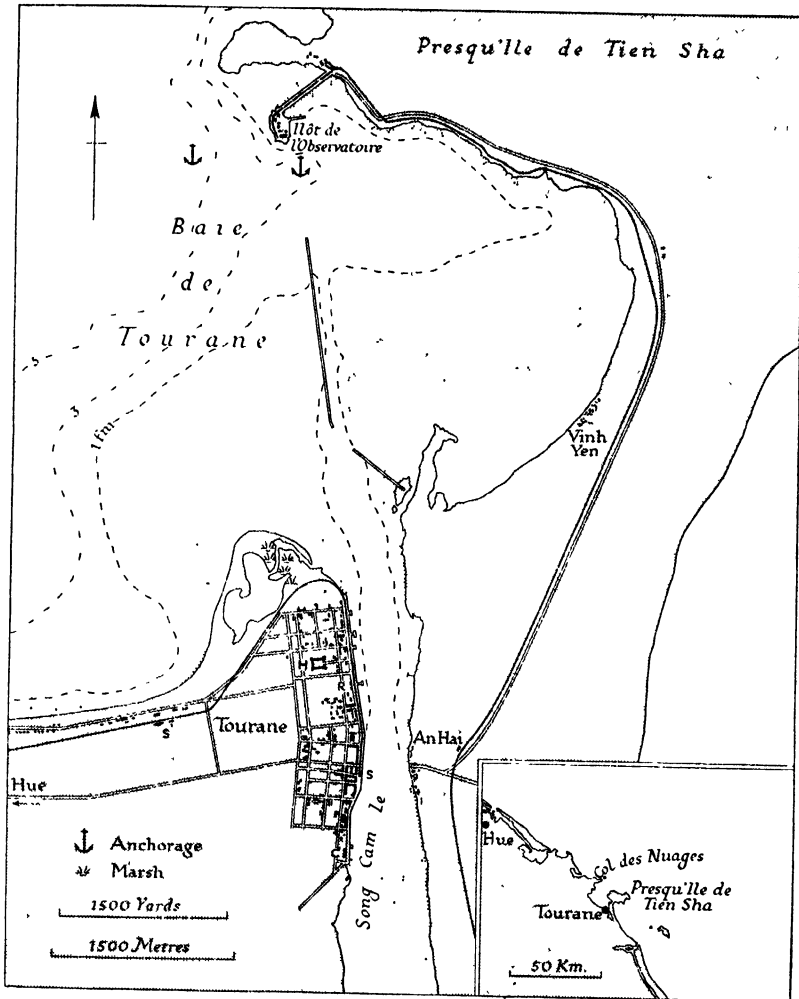 Presqu'Ile de Tien Sha
Ilôt de
l'Observatoire
Baie
de
Tourane
5
3
1 fm
Vinh
Yen
R
Tourane
S
An Hai
S
Hue
Song Cam Le
Anchorage
Marsh
1500 Yards
1500 Metres
Hue
Col des Nuages
Presqu'Ile de
Tien Sha
Tourane
50 Km.